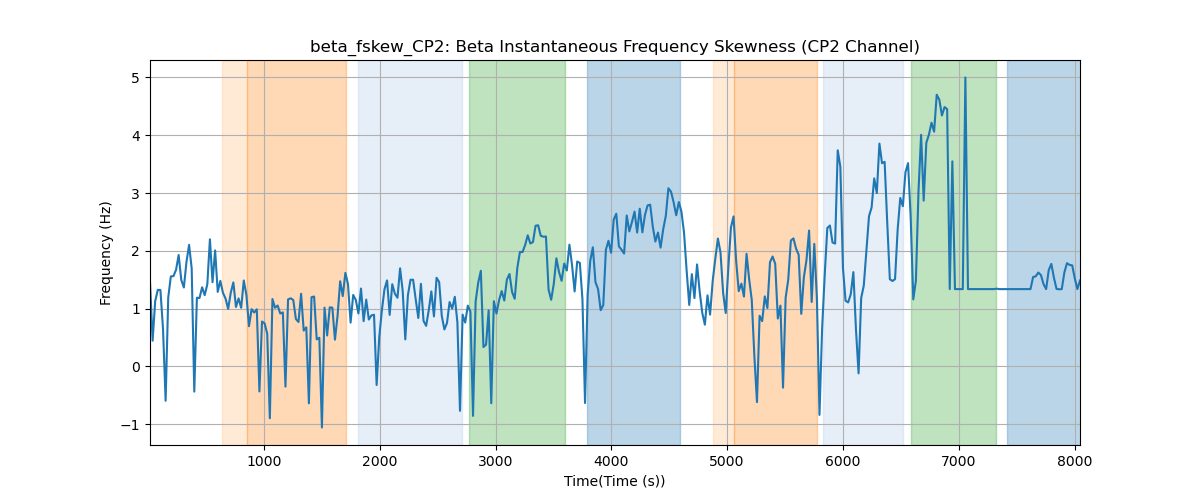 beta_fskew_CP2: Beta Instantaneous Frequency Skewness (CP2 Channel)
5
4
3
2
1
0
−1
Frequency (Hz)
1000 2000 3000 4000 5000 6000 7000 8000
Time(Time (s))